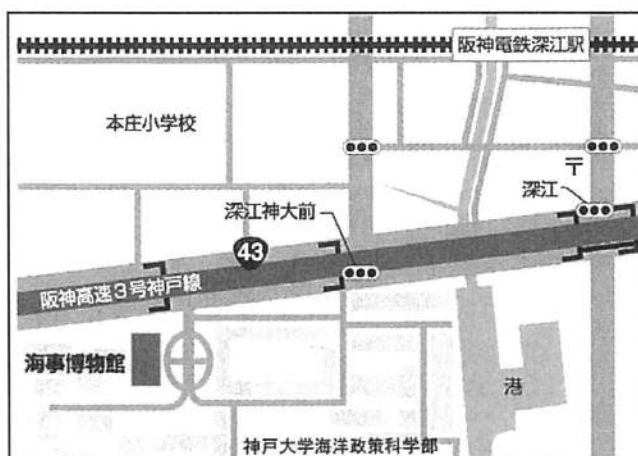 阪神電鉄深江駅
本庄小学校
〒
深江
深江神大前
43
阪神高速3号神戸線
海事博物館
港
神戸大学海洋政策科学部